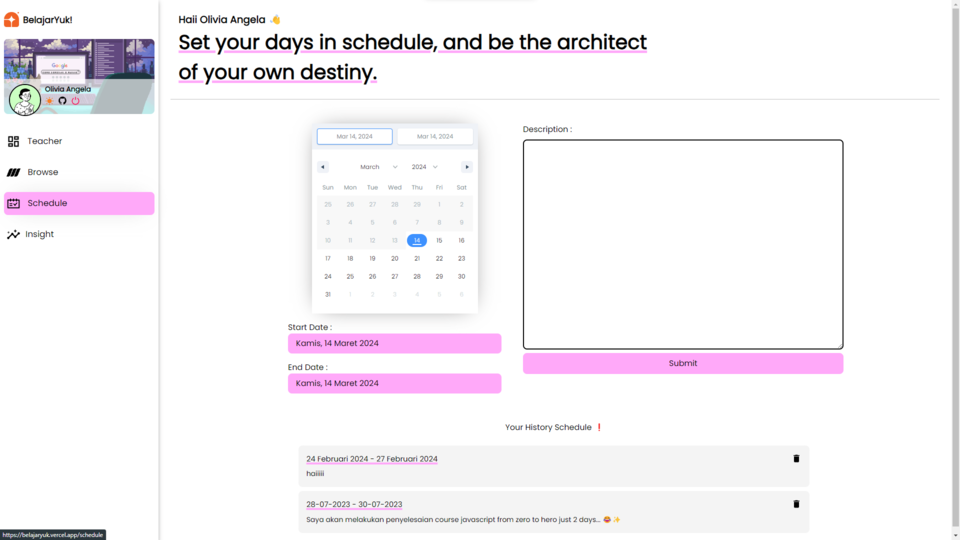 BelajarYuk!
Google
Olivia Angela
Teacher
Browse
Schedule
Insight
Haii Olivia Angela 👋
Set your days in schedule, and be the architect
of your own destiny.
Mar 14, 2024 Mar 14, 2024
March 2024
Sun Mon Tue Wed Thu Fri Sat
25 26 27 28 29 1 2
3 4 5 6 7 8 9
10 11 12 13 14 15 16
17 18 19 20 21 22 23
24 25 26 27 28 29 30
31 1 2 3 4 5 6
Start Date :
Kamis, 14 Maret 2024
End Date :
Kamis, 14 Maret 2024
Description :
Submit
Your History Schedule ❗
24 Februari 2024 - 27 Februari 2024
haiiiii
28-07-2023 - 30-07-2023
Saya akan melakukan penyelesaian course javascript from zero to hero just 2 days... 😍✨
https://belajaryuk.vercel.app/schedule